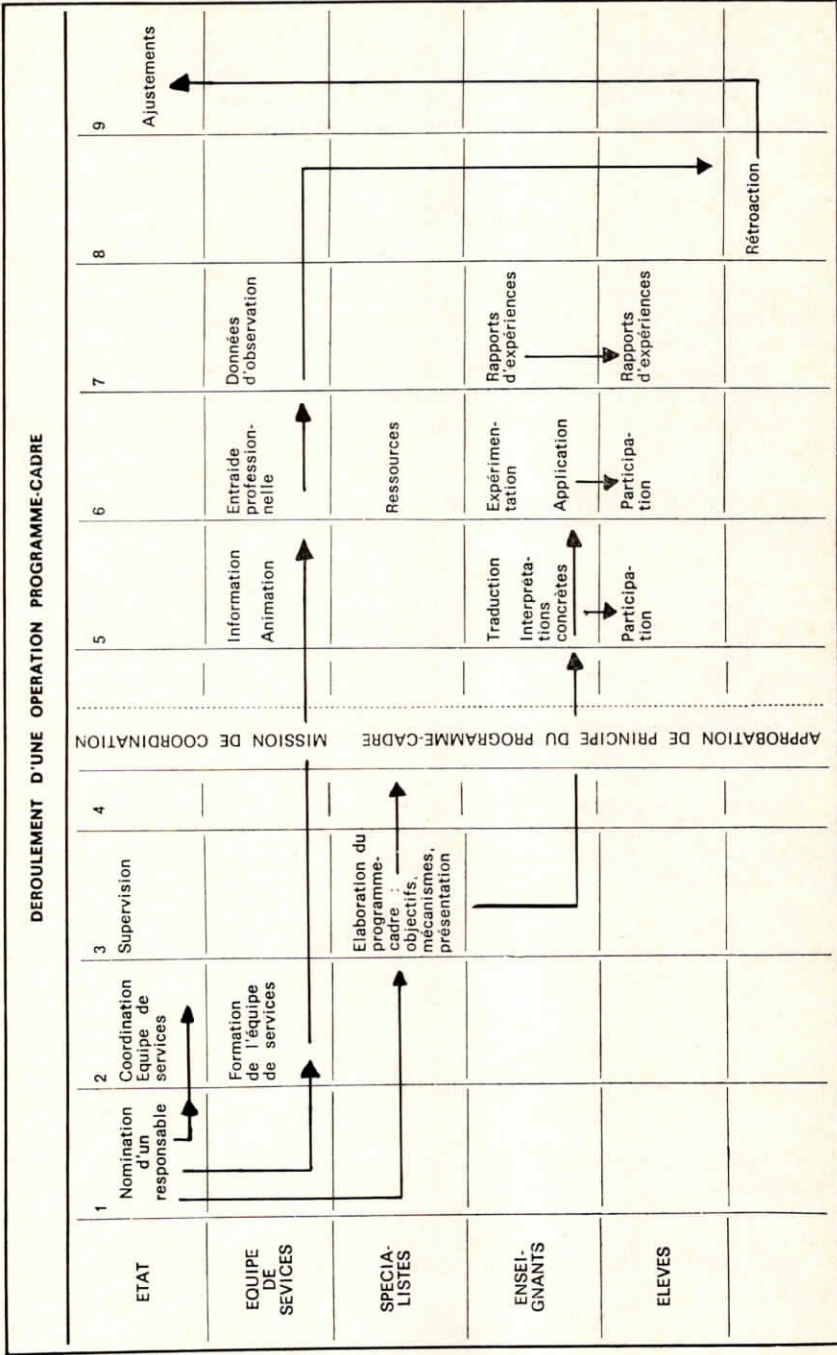 DEROULEMENT D'UNE OPERATION PROGRAMME-CADRE
1
2
3
4
5
6
7
8
9
ETAT
Nomination
d'un
responsable
Coordination
Equipe de
services
Supervision
Ajustements
EQUIPE
DE
SEVICES
Formation
de l'équipe
de services
Information
Animation
Entraide
profession-
nelle
Données
d'observation
SPECIA-
LISTES
Elaboration du
programme-
cadre :
objectifs,
mécanismes,
présentation
Ressources
ENSEI-
GNANTS
Traduction
Interpréta-
tions
concrètes
Expérimen-
tation
Application
Rapports
d'expériences
ELEVES
Participa-
tion
Participa-
tion
Rapports
d'expériences
Rétroaction
APPROBATION DE PRINCIPE DU PROGRAMME-CADRE
MISSION DE COORDINATION